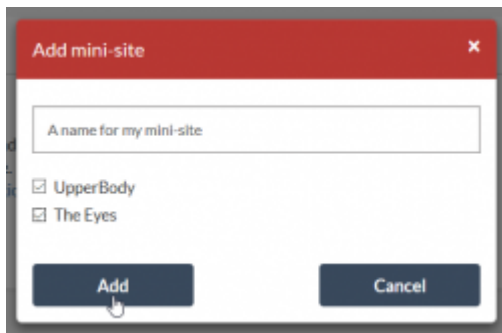 Add mini-site ×
A name for my mini-site
UpperBody
The Eyes
Add Cancel